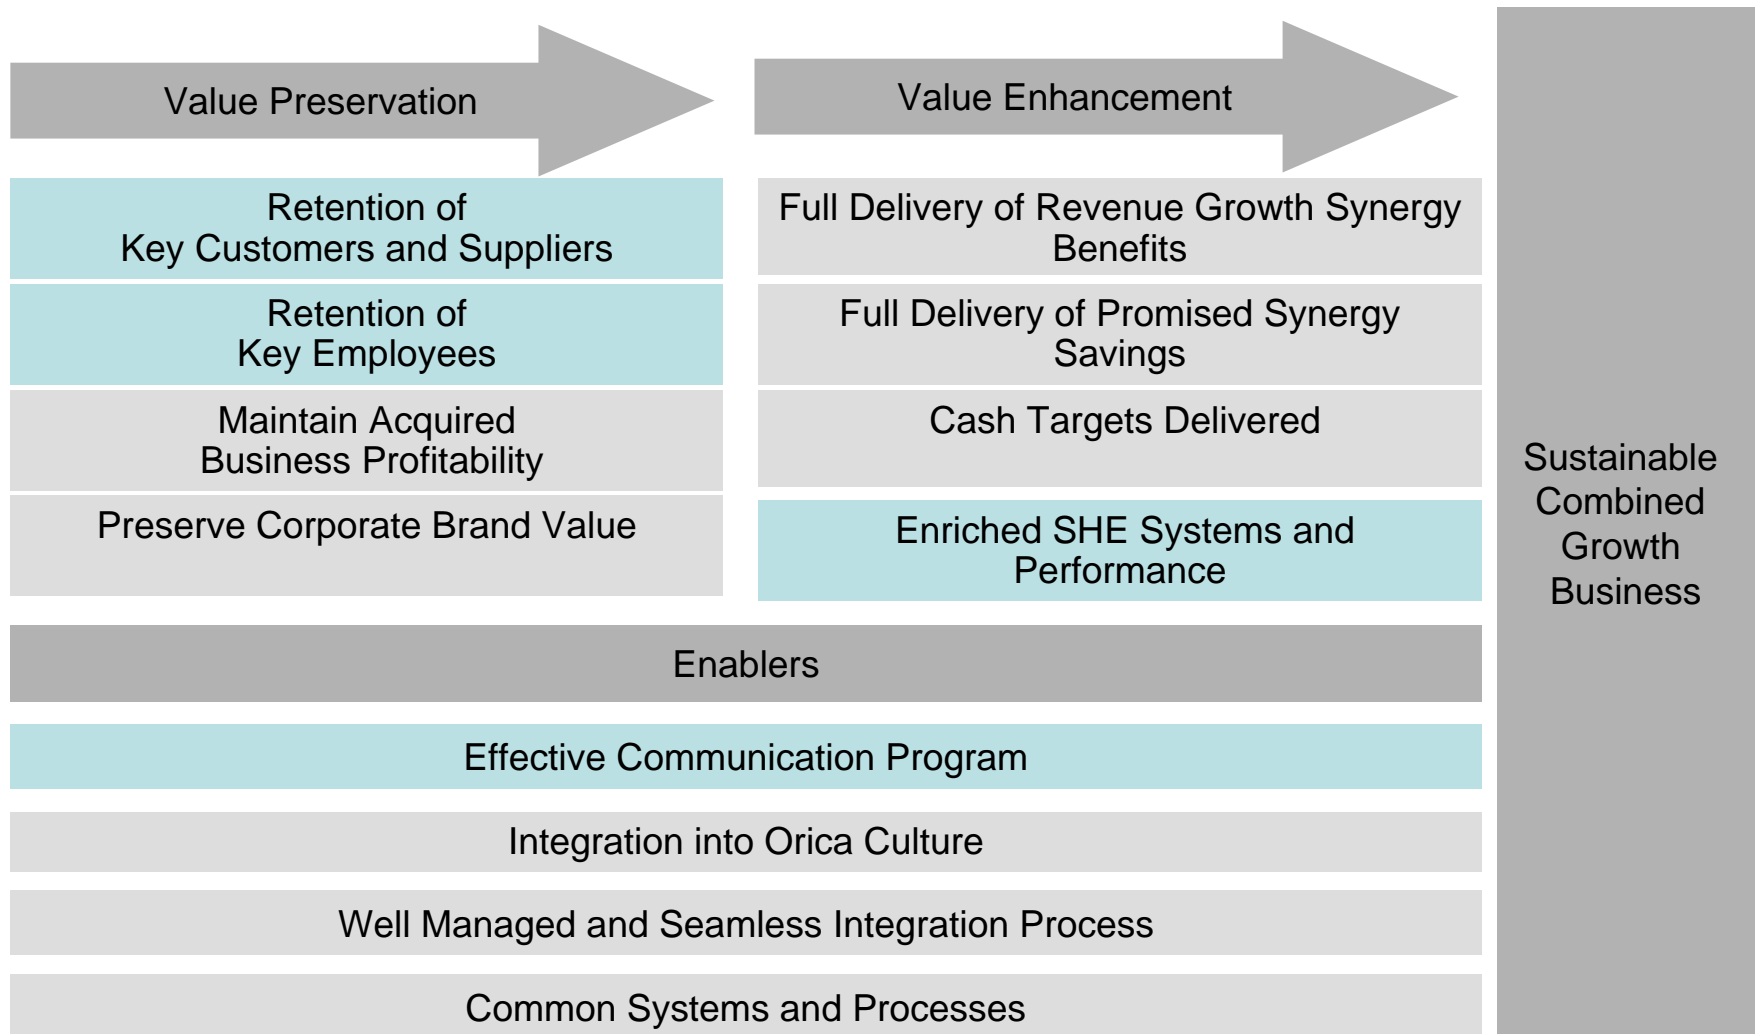 Value Preservation
Value Enhancement
Retention of
Key Customers and Suppliers
Retention of
Key Employees
Maintain Acquired
Business Profitability
Preserve Corporate Brand Value
Full Delivery of Revenue Growth Synergy
Benefits
Full Delivery of Promised Synergy
Savings
Cash Targets Delivered
Enriched SHE Systems and
Performance
Enablers
Effective Communication Program
Integration into Orica Culture
Well Managed and Seamless Integration Process
Common Systems and Processes
Sustainable
Combined
Growth
Business